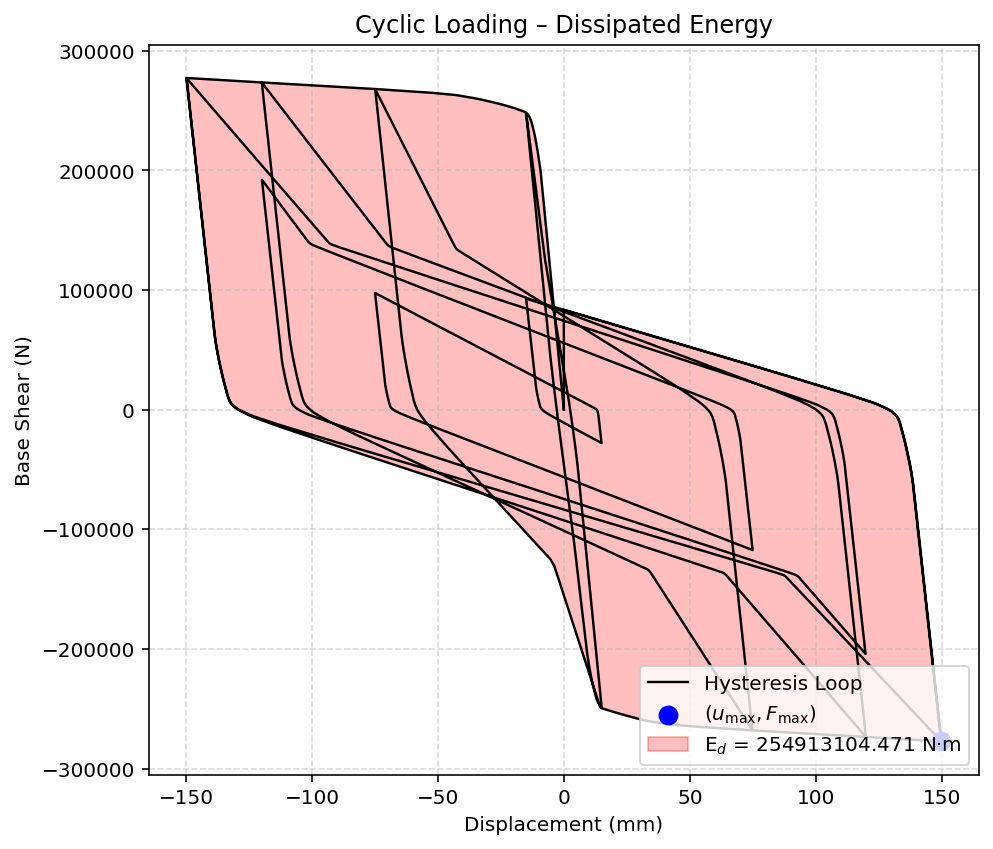 Cyclic Loading – Dissipated Energy
300000
200000
100000
0
−100000
−200000
−300000
Base Shear (N)
−150
−100
−50
0
50
100
150
Displacement (mm)
Hysteresis Loop
(u_max, F_max)
E_d = 254913104.471 N·m